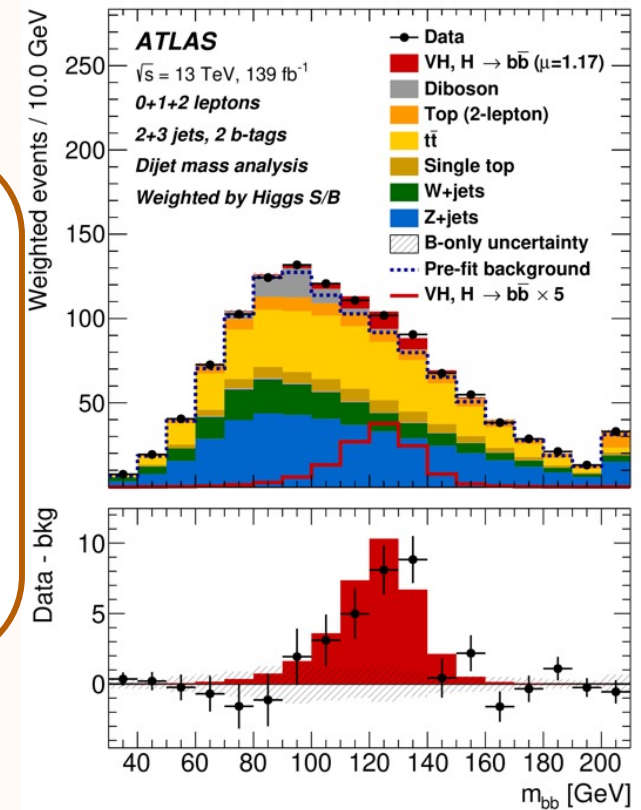 Weighted events / 10.0 GeV
250
200
150
100
50
ATLAS
√s = 13 TeV, 139 fb⁻¹
0+1+2 leptons
2+3 jets, 2 b-tags
Dijet mass analysis
Weighted by Higgs S/B
Data
VH, H → bb̄ (μ=1.17)
Diboson
Top (2-lepton)
tt̄
Single top
W+jets
Z+jets
B-only uncertainty
Pre-fit background
VH, H → bb̄ × 5
Data - bkg
10
5
0
40 60 80 100 120 140 160 180 200
m_bb [GeV]